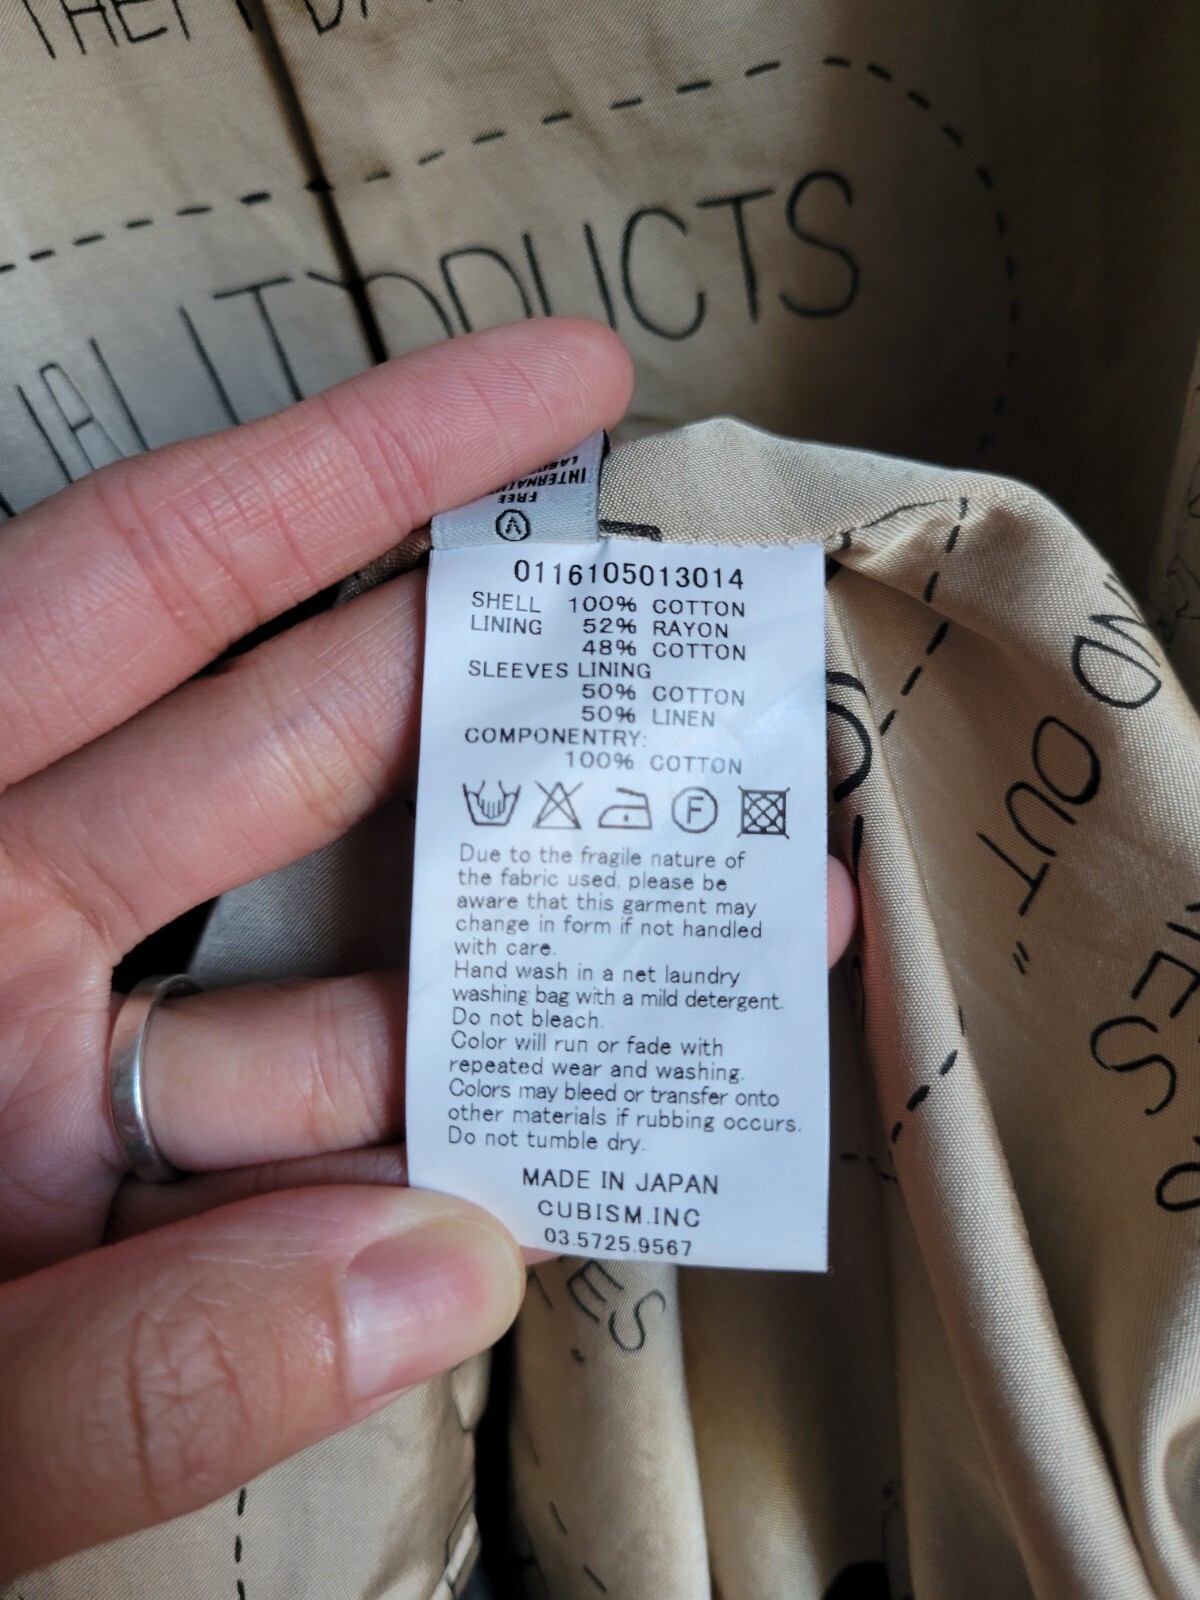 PRODUCTS
FREE
0116105013014
SHELL 100% COTTON
LINING 52% RAYON
48% COTTON
SLEEVES LINING
50% COTTON
50% LINEN
COMPONENTRY:
100% COTTON
F
Due to the fragile nature of
the fabric used, please be
aware that this garment may
change in form if not handled
with care.
Hand wash in a net laundry
washing bag with a mild detergent.
Do not bleach.
Color will run or fade with
repeated wear and washing.
Colors may bleed or transfer onto
other materials if rubbing occurs.
Do not tumble dry.
MADE IN JAPAN
CUBISM.INC
03.5725.9567
OUT"